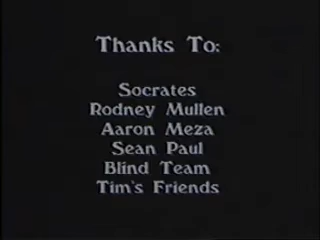 Thanks To:
Socrates
Rodney Mullen
Aaron Meza
Sean Paul
Blind Team
Tim's Friends